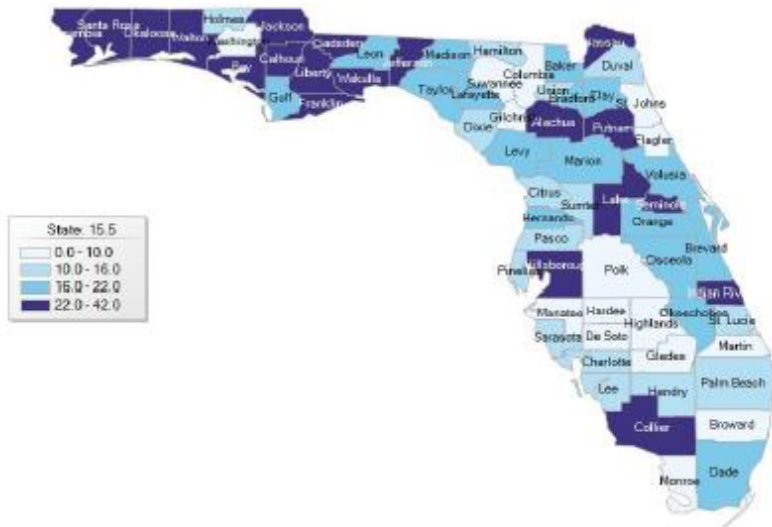 Holmes
Jackson
Santa Rosa
Okaloosa
Walton
Washington
Gadsden
Nassau
Leon
Jefferson
Madison
Hamilton
Baker
Duval
Calhoun
Bay
Liberty
Wakulla
Gulf
Franklin
Taylor
Suwannee
Columbia
Lafayette
Union
Bradford
Clay
St
Johns
Gilchris
Dixie
Alachua
Putnam
Flagler
Levy
Marion
Volusia
Citrus
Sumter
Lake
Seminole
Hernando
Orange
Pasco
Brevard
Osceola
Pinellas
Hillsboroug
Polk
Indian Rive
Manatee
Hardee
Highlands
Okeechobee
St. Lucie
Sarasota
De Soto
Martin
Charlotte
Glades
Lee
Hendry
Palm Beach
Collier
Broward
Monroe
Dade
State: 15.5
0.0 - 10.0
10.0 - 16.0
16.0 - 22.0
22.0 - 42.0